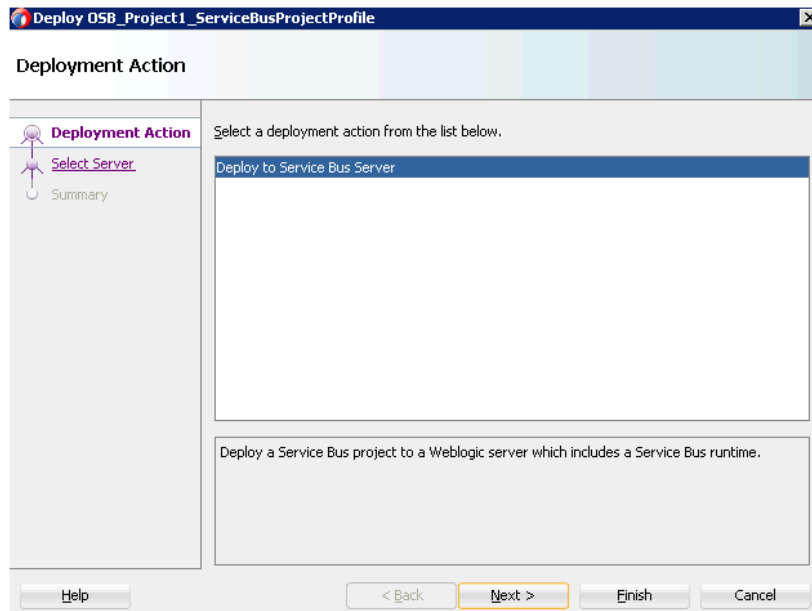 Deploy OSB_Project1_ServiceBusProjectProfile
Deployment Action
Deployment Action
Select Server
Summary
Select a deployment action from the list below.
Deploy to Service Bus Server
Deploy a Service Bus project to a Weblogic server which includes a Service Bus runtime.
Help
< Back
Next >
Finish
Cancel